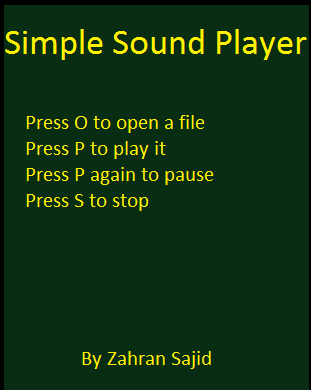 Simple Sound Player
Press O to open a file
Press P to play it
Press P again to pause
Press S to stop
By Zahran Sajid